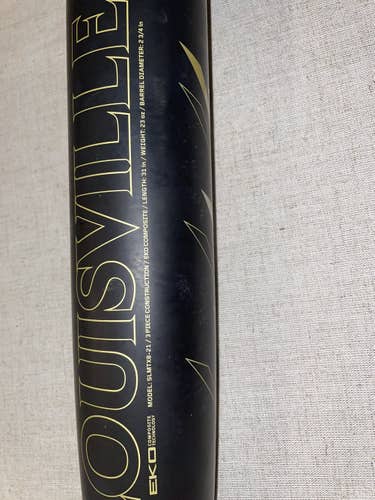 OUISVILLE
EKO COMPOSITE
TECHNOLOGY
MODEL: SLMTX8-21 / 3 PIECE CONSTRUCTION / EKO COMPOSITE / LENGTH: 31 in / WEIGHT: 23 oz / BARREL DIAMETER: 2 3/4 in